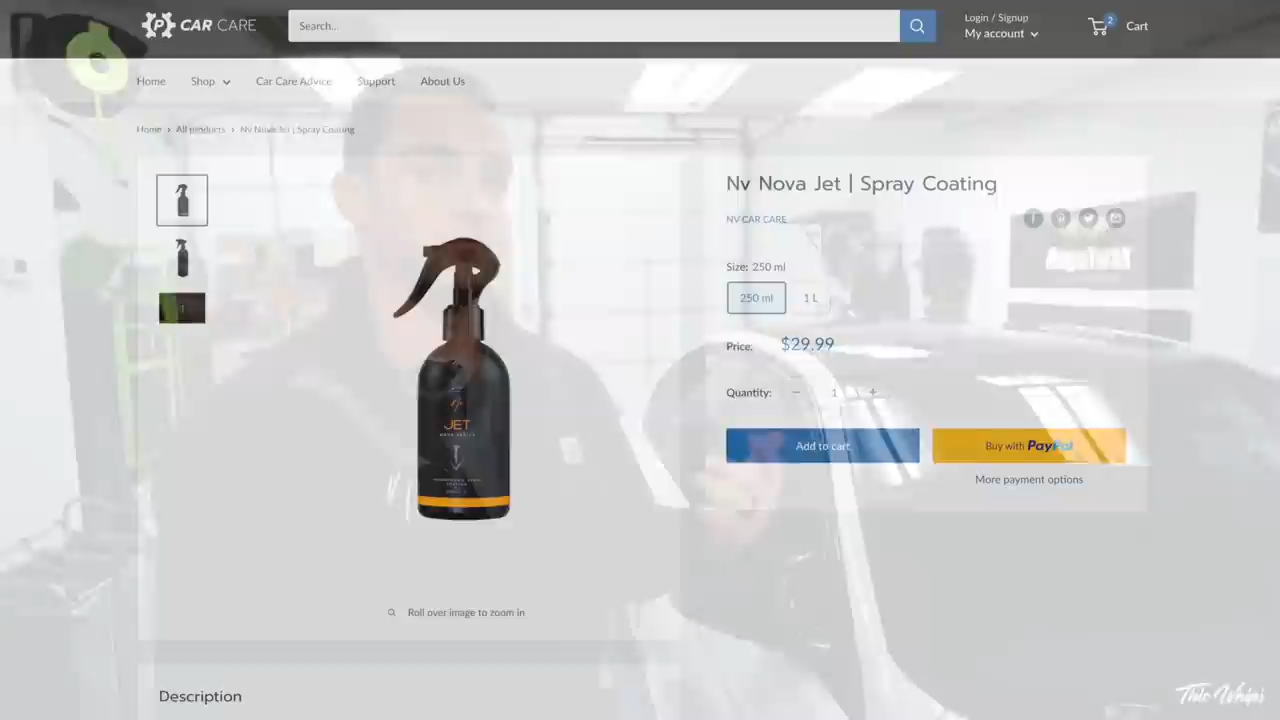 P CAR CARE
Search...
Login / Signup
My account
2
Cart
Home
Shop
Car Care Advice
Support
About Us
Home › All products › Nv Nova Jet | Spray Coating
Nv Nova Jet | Spray Coating
NV CAR CARE
Size: 250 ml
250 ml
1 L
Price: $29.99
Quantity: − 1 +
Add to cart
Buy with PayPal
More payment options
JET
Roll over image to zoom in
Description